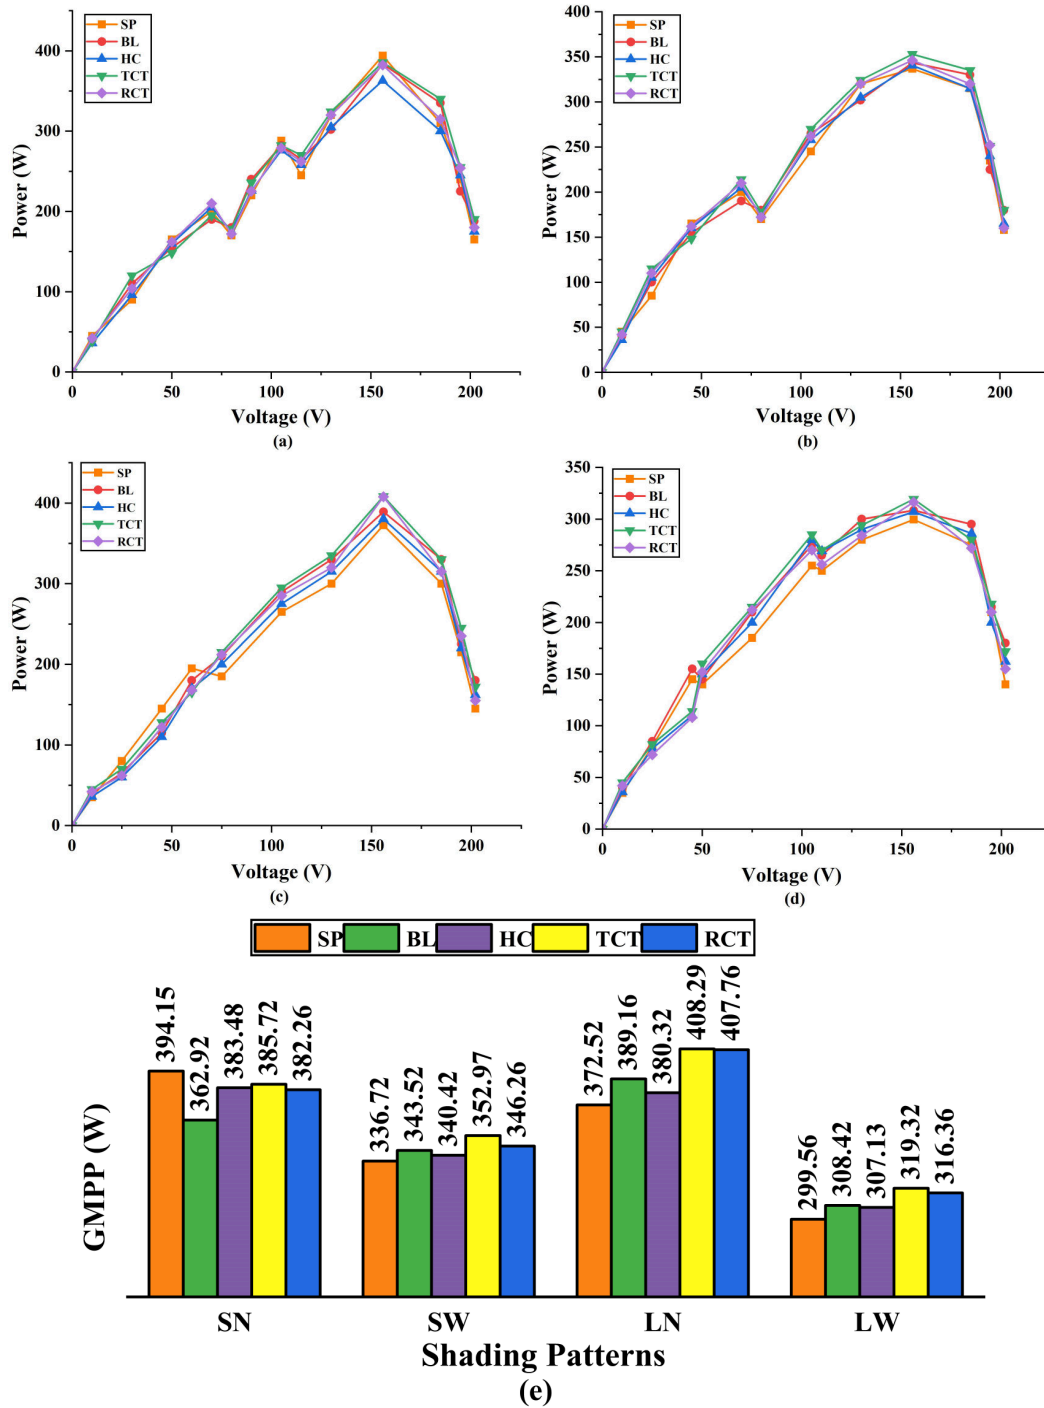 SP
BL
HC
TCT
RCT
400
300
200
100
0
Power (W)
0 50 100 150 200
Voltage (V)
(a)
SP
BL
HC
TCT
RCT
400
350
300
250
200
150
100
50
0
Power (W)
0 50 100 150 200
Voltage (V)
(b)
SP
BL
HC
TCT
RCT
400
300
200
100
0
Power (W)
0 50 100 150 200
Voltage (V)
(c)
SP
BL
HC
TCT
RCT
350
300
250
200
150
100
50
0
Power (W)
0 50 100 150 200
Voltage (V)
(d)
SP BL HC TCT RCT
394.15 362.92 383.48 385.72 382.26
336.72 343.52 340.42 352.97 346.26
372.52 389.16 380.32 408.29 407.76
299.56 308.42 307.13 319.32 316.36
GMPP (W)
SN SW LN LW
Shading Patterns
(e)